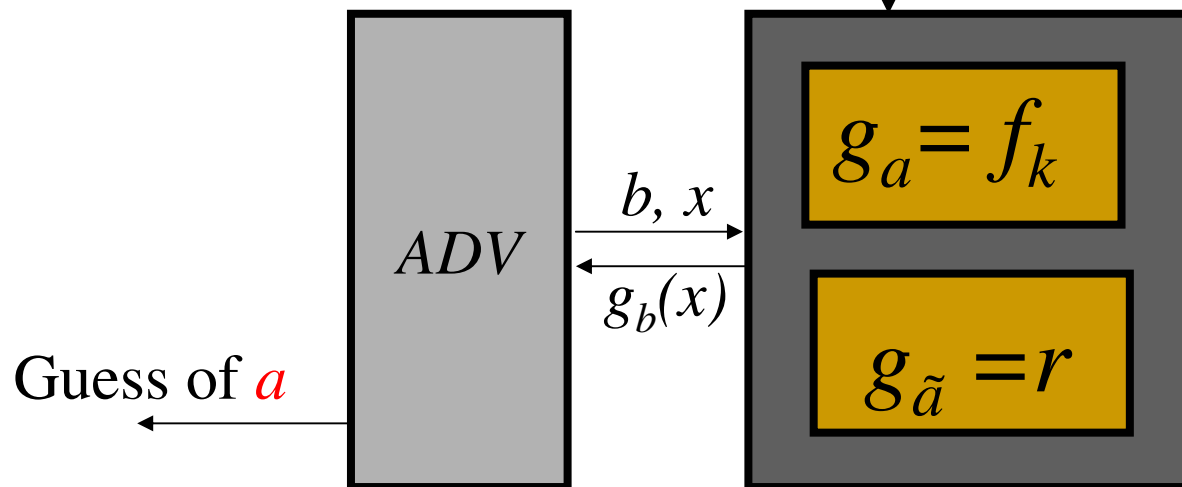 g_a = f_k
b, x
ADV
g_b(x)
Guess of a
g_ã = r